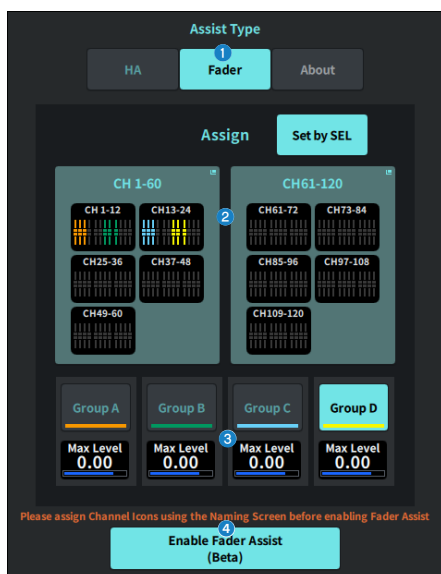 Assist Type
1
HA
Fader
About
Assign
Set by SEL
CH 1-60
CH61-120
2
CH 1-12
CH13-24
CH61-72
CH73-84
CH25-36
CH37-48
CH85-96
CH97-108
CH49-60
CH109-120
Group A
Group B
Group C
Group D
3
Max Level
Max Level
Max Level
Max Level
0.00
0.00
0.00
0.00
Please assign Channel Icons using the Naming Screen before enabling Fader Assist
4
Enable Fader Assist
(Beta)